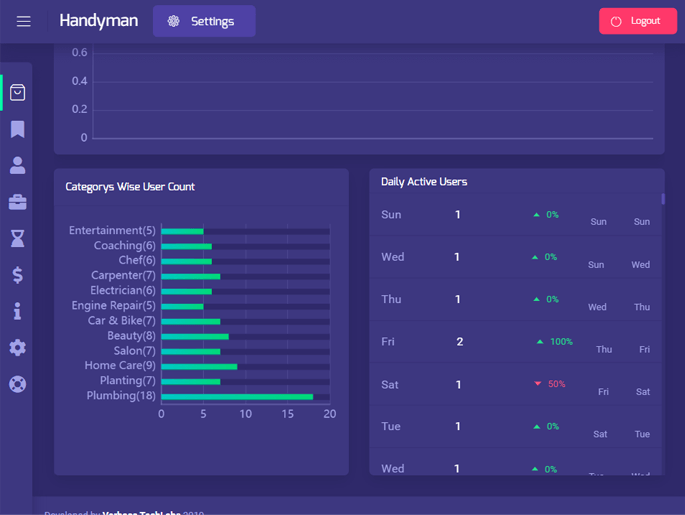 Handyman
Settings
Logout
0.6
0.4
0.2
0
Categorys Wise User Count
Entertainment(5)
Coaching(6)
Chef(6)
Carpenter(7)
Electrician(6)
Engine Repair(5)
Car & Bike(7)
Beauty(8)
Salon(7)
Home Care(9)
Planting(7)
Plumbing(18)
0 5 10 15 20
Daily Active Users
Sun 1 0% Sun Sun
Wed 1 0% Sun Wed
Thu 1 0% Wed Thu
Fri 2 100% Thu Fri
Sat 1 50% Fri Sat
Tue 1 0% Sat Tue
Wed 1 0% Tue Wed
Developed by